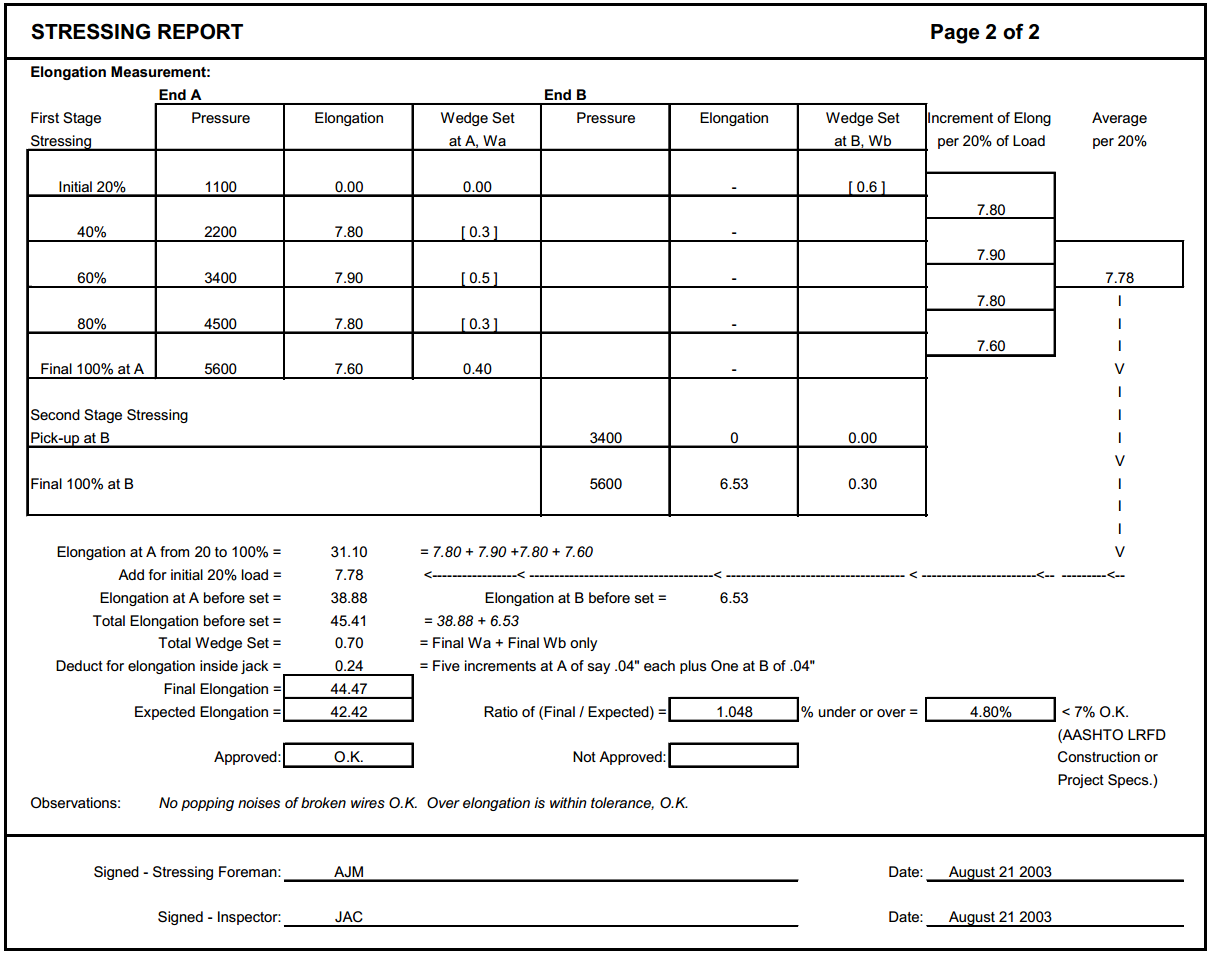 STRESSING REPORT Page 2 of 2
Elongation Measurement:
End A End B
First Stage Pressure Elongation Wedge Set Pressure Elongation Wedge Set Increment of Elong Average
Stressing at A, Wa at B, Wb per 20% of Load per 20%
Initial 20% 1100 0.00 0.00 - [ 0.6 ]
7.80
40% 2200 7.80 [ 0.3 ] -
7.90
60% 3400 7.90 [ 0.5 ] - 7.78
7.80 I
80% 4500 7.80 [ 0.3 ] - I
7.60 I
Final 100% at A 5600 7.60 0.40 - V
I
Second Stage Stressing I
Pick-up at B 3400 0 0.00 I
V
Final 100% at B 5600 6.53 0.30 I
I
I
Elongation at A from 20 to 100% = 31.10 = 7.80 + 7.90 +7.80 + 7.60 V
Add for initial 20% load = 7.78 <-----------------< -------------------------------------< ------------------------------------ < -----------------------<-- ---------<--
Elongation at A before set = 38.88 Elongation at B before set = 6.53
Total Elongation before set = 45.41 = 38.88 + 6.53
Total Wedge Set = 0.70 = Final Wa + Final Wb only
Deduct for elongation inside jack = 0.24 = Five increments at A of say .04" each plus One at B of .04"
Final Elongation = 44.47
Expected Elongation = 42.42 Ratio of (Final / Expected) = 1.048 % under or over = 4.80% < 7% O.K.
(AASHTO LRFD
Approved: O.K. Not Approved: Construction or
Project Specs.)
Observations: No popping noises of broken wires O.K. Over elongation is within tolerance, O.K.
Signed - Stressing Foreman: AJM Date: August 21 2003
Signed - Inspector: JAC Date: August 21 2003